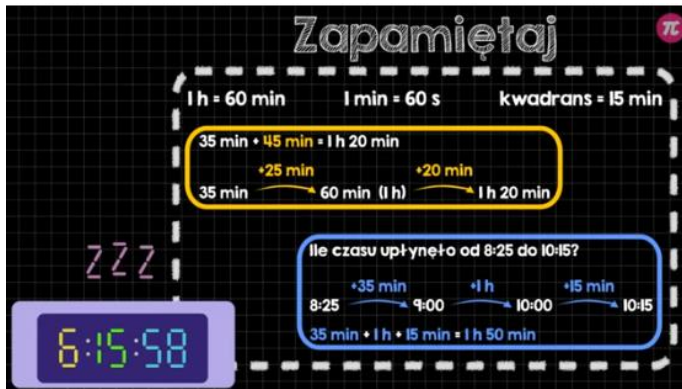 Zapamiętaj
π
1 h = 60 min 1 min = 60 s kwadrans = 15 min
35 min + 45 min = 1 h 20 min
+25 min +20 min
35 min 60 min (1 h) 1 h 20 min
Ile czasu upłynęło od 8:25 do 10:15?
+35 min +1 h +15 min
8:25 9:00 10:00 10:15
35 min + 1 h + 15 min = 1 h 50 min
Z Z Z
6:15:58